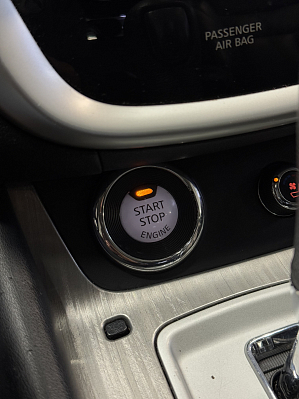 PASSENGER
AIR BAG
START
STOP
ENGINE